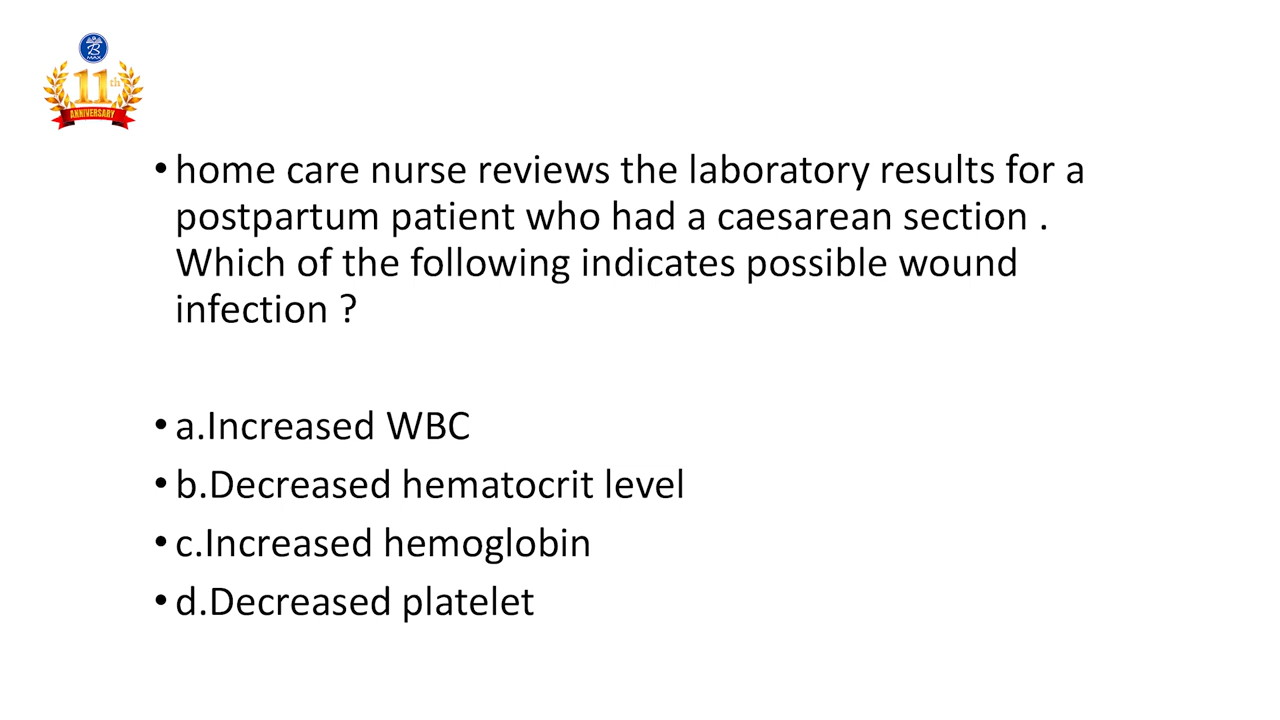 B
MAX
11th
ANNIVERSARY
• home care nurse reviews the laboratory results for a
postpartum patient who had a caesarean section .
Which of the following indicates possible wound
infection ?
• a.Increased WBC
• b.Decreased hematocrit level
• c.Increased hemoglobin
• d.Decreased platelet